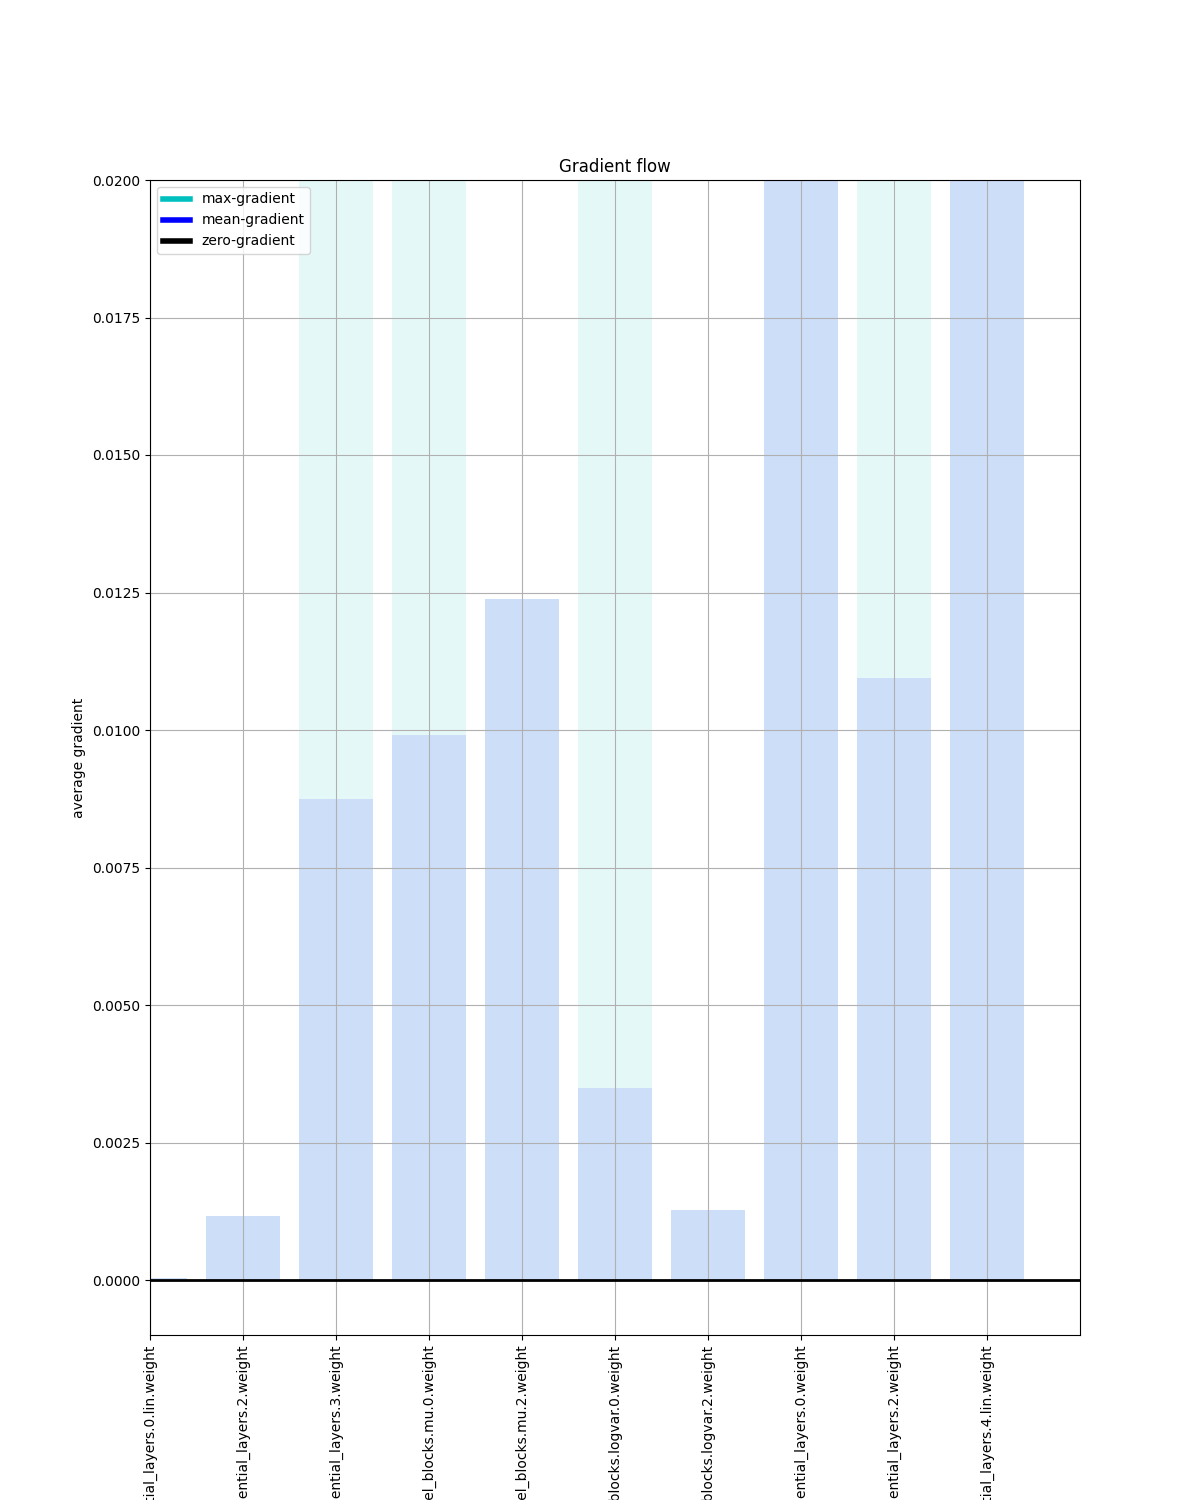 Gradient flow
max-gradient
mean-gradient
zero-gradient
0.0200
0.0175
0.0150
0.0125
0.0100
0.0075
0.0050
0.0025
0.0000
average gradient
tial_layers.0.lin.weight
ential_layers.2.weight
ential_layers.3.weight
el_blocks.mu.0.weight
el_blocks.mu.2.weight
blocks.logvar.0.weight
blocks.logvar.2.weight
ential_layers.0.weight
ential_layers.2.weight
tial_layers.4.lin.weight